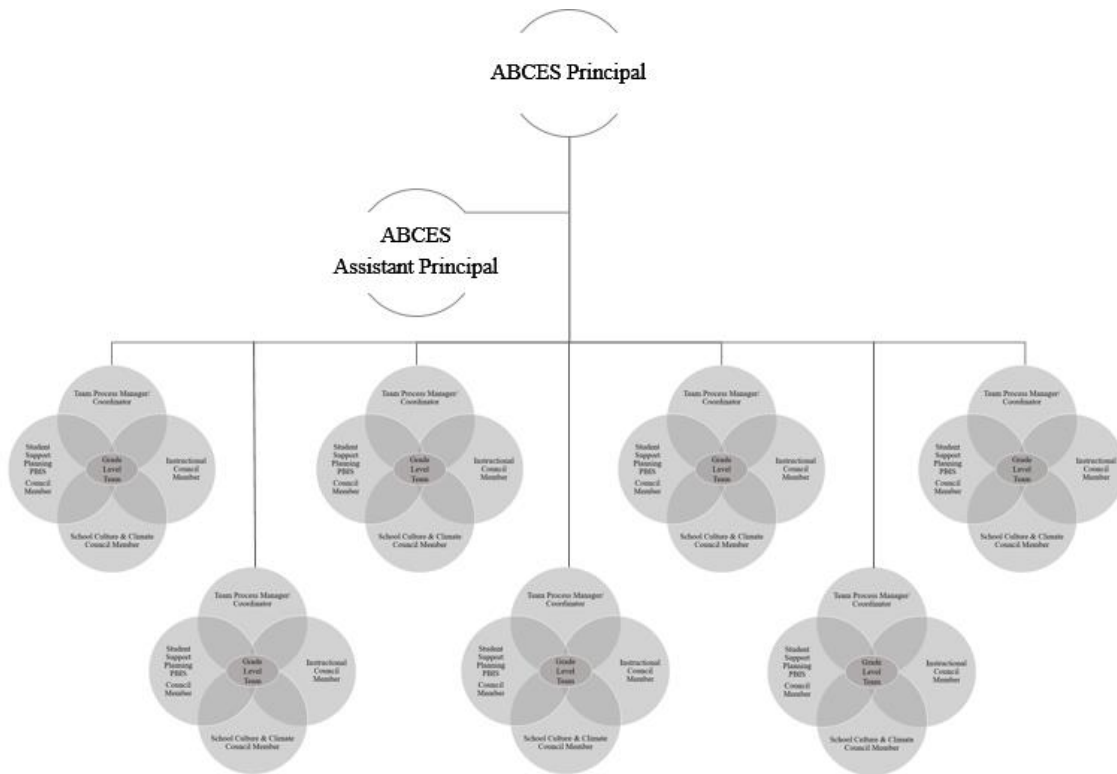 ABCES Principal
ABCES
Assistant Principal
Team Process Manager/
Coordinator
Student
Support
Planning
PBIS
Council
Member
Grade
Level
Team
Instructional
Council
Member
School Culture & Climate
Council Member
Team Process Manager/
Coordinator
Student
Support
Planning
PBIS
Council
Member
Grade
Level
Team
Instructional
Council
Member
School Culture & Climate
Council Member
Team Process Manager/
Coordinator
Student
Support
Planning
PBIS
Council
Member
Grade
Level
Team
Instructional
Council
Member
School Culture & Climate
Council Member
Team Process Manager/
Coordinator
Student
Support
Planning
PBIS
Council
Member
Grade
Level
Team
Instructional
Council
Member
School Culture & Climate
Council Member
Team Process Manager/
Coordinator
Student
Support
Planning
PBIS
Council
Member
Grade
Level
Team
Instructional
Council
Member
School Culture & Climate
Council Member
Team Process Manager/
Coordinator
Student
Support
Planning
PBIS
Council
Member
Grade
Level
Team
Instructional
Council
Member
School Culture & Climate
Council Member
Team Process Manager/
Coordinator
Student
Support
Planning
PBIS
Council
Member
Grade
Level
Team
Instructional
Council
Member
School Culture & Climate
Council Member